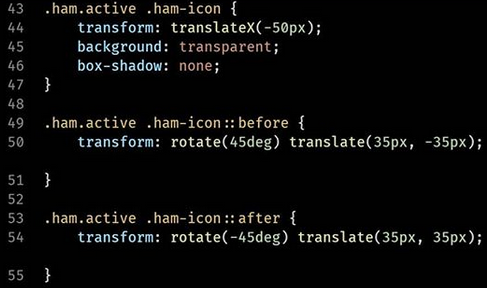 43 .ham.active .ham-icon {
44     transform: translateX(-50px);
45     background: transparent;
46     box-shadow: none;
47 }
48
49 .ham.active .ham-icon::before {
50     transform: rotate(45deg) translate(35px, -35px);
51 }
52
53 .ham.active .ham-icon::after {
54     transform: rotate(-45deg) translate(35px, 35px);
55 }